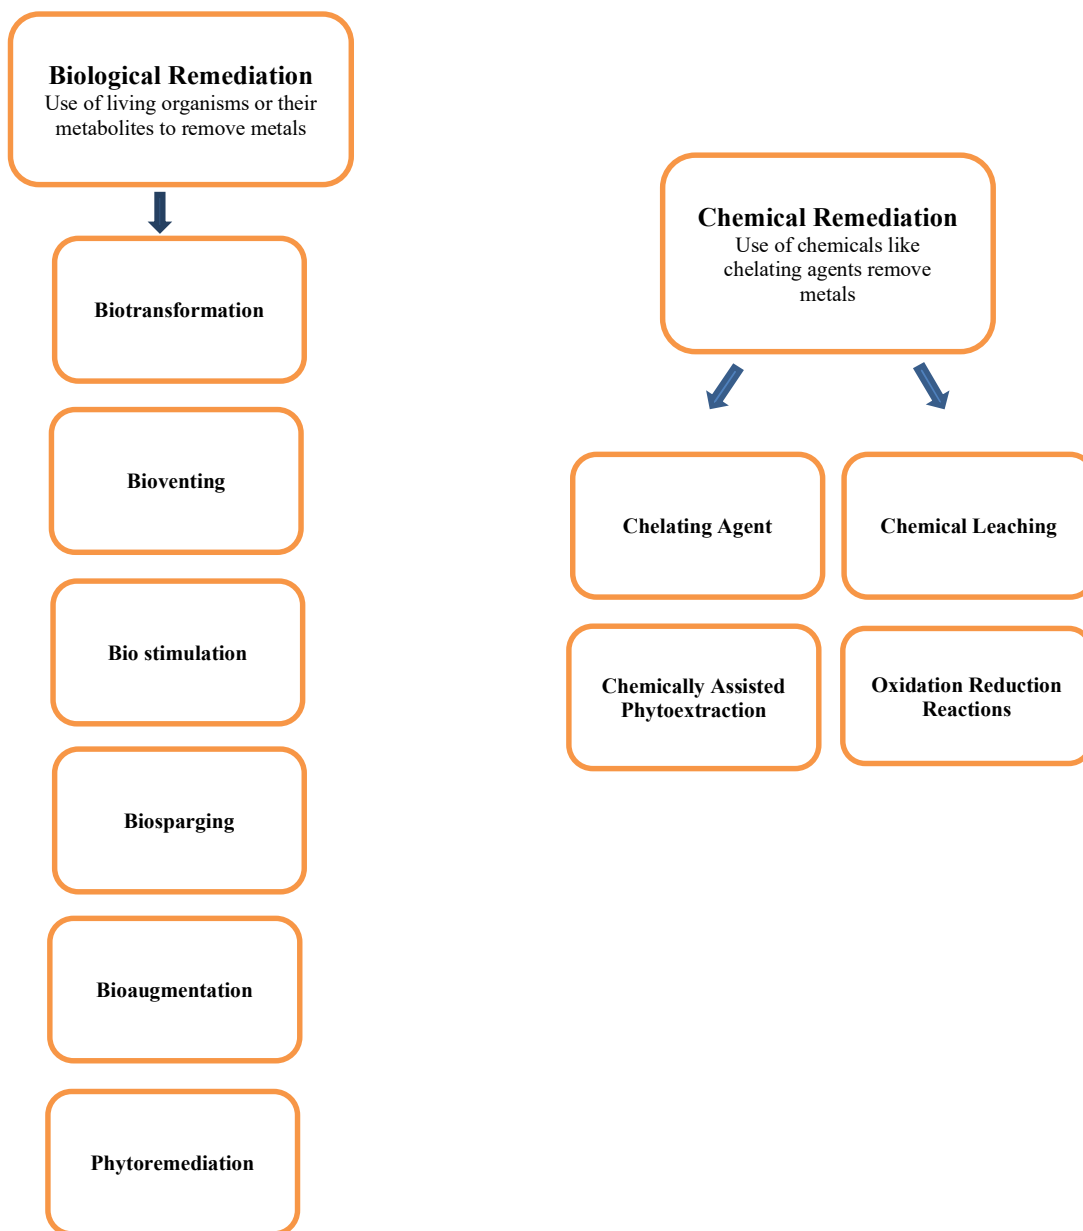 Biological Remediation
Use of living organisms or their
metabolites to remove metals
Biotransformation
Bioventing
Bio stimulation
Biosparging
Bioaugmentation
Phytoremediation
Chemical Remediation
Use of chemicals like
chelating agents remove
metals
Chelating Agent
Chemical Leaching
Chemically Assisted
Phytoextraction
Oxidation Reduction
Reactions